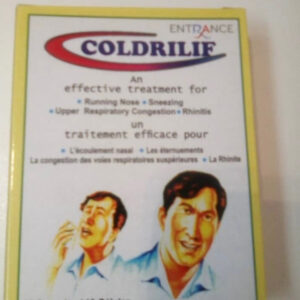 ENTRANCE
COLDRILIF
An
effective treatment for
• Running Nose • Sneezing
• Upper Respiratory Congestion • Rhinitis
un
traitement efficace pour
• L'écoulement nasal • Les éternuements
La congestion des voies respiratoires suspérieures • La Rhinite